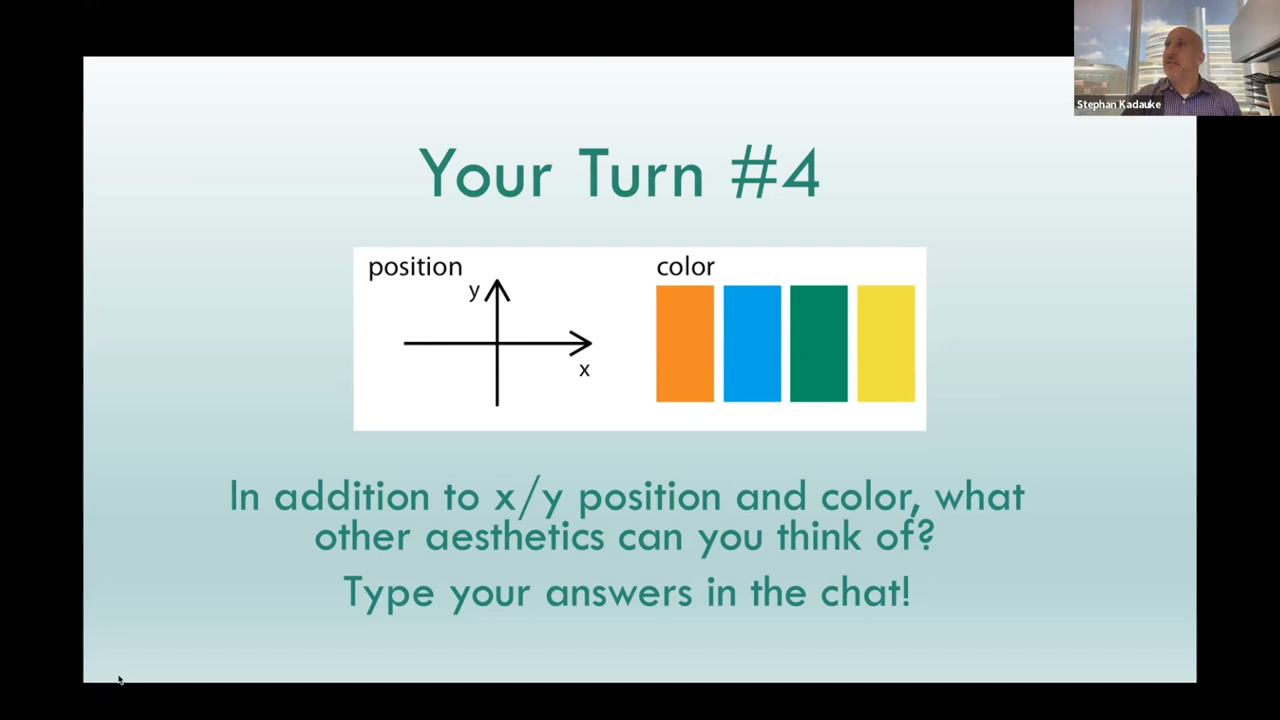 Stephan Kadauke
Your Turn #4
position
color
y
x
In addition to x/y position and color, what
other aesthetics can you think of?
Type your answers in the chat!